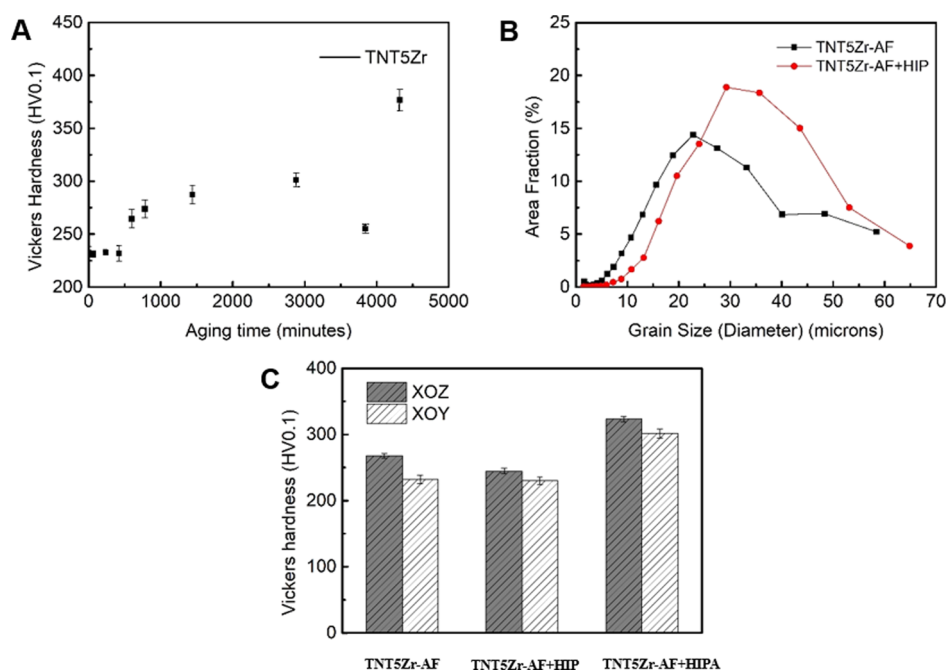 A
Vickers Hardness (HV0.1)
450
400
350
300
250
200
TNT5Zr
0
1000
2000
3000
4000
5000
Aging time (minutes)
B
Area Fraction (%)
25
20
15
10
5
0
TNT5Zr-AF
TNT5Zr-AF+HIP
0
10
20
30
40
50
60
70
Grain Size (Diameter) (microns)
C
Vickers hardness (HV0.1)
400
300
200
100
0
XOZ
XOY
TNT5Zr-AF
TNT5Zr-AF+HIP
TNT5Zr-AF+HIPA